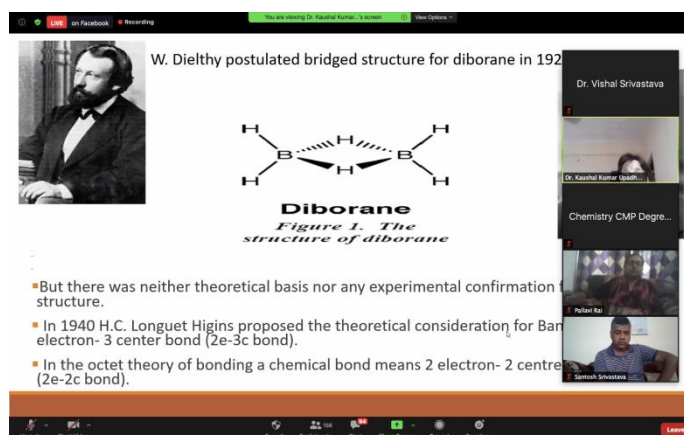 LIVE on Facebook Recording
You are viewing Dr. Kaushal Kumar...'s screen View Options
W. Dielthy postulated bridged structure for diborane in 192
H H
H
B B
H
H H
Diborane
Figure 1. The
structure of diborane
But there was neither theoretical basis nor any experimental confirmation
structure.
In 1940 H.C. Longuet Higins proposed the theoretical consideration for Ban
electron- 3 center bond (2e-3c bond).
In the octet theory of bonding a chemical bond means 2 electron- 2 centre
(2e-2c bond).
Dr. Vishal Srivastava
Dr. Kaushal Kumar Upadh...
Chemistry CMP Degre...
Pallavi Rai
Santosh Srivastava
Leave